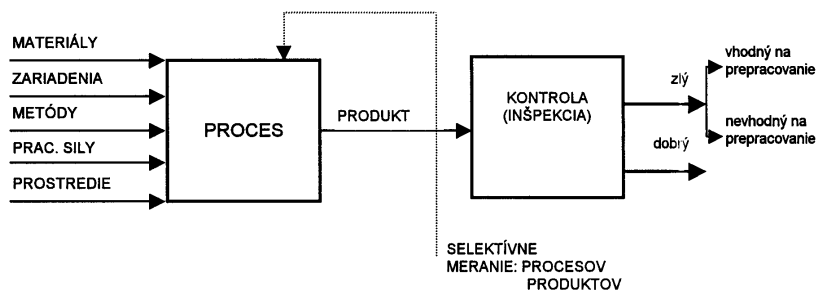 MATERIÁLY
ZARIADENIA
METÓDY
PRAC. SILY
PROSTREDIE
PROCES
PRODUKT
KONTROLA
(INŠPEKCIA)
zlý
dobrý
vhodný na
prepracovanie
nevhodný na
prepracovanie
SELEKTÍVNE
MERANIE: PROCESOV
PRODUKTOV